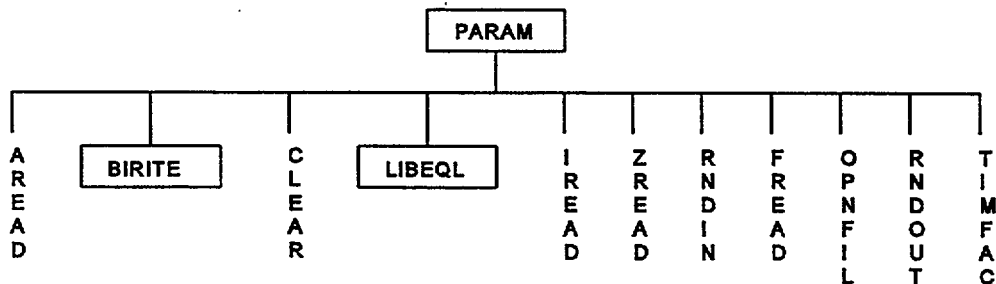 PARAM
AREAD
BIRITE
CLEAR
LIBEQL
IREAD
ZREAD
RNDIN
FREAD
OPNFIL
RNDOUT
TIMFAC